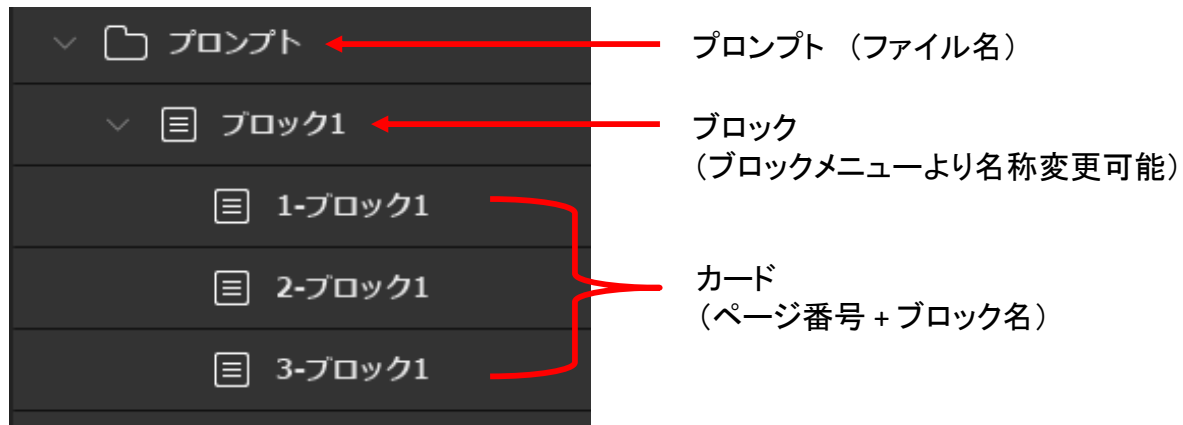 プロンプト
プロンプト （ファイル名）
ブロック1
ブロック
（ブロックメニューより名称変更可能）
1-ブロック1
2-ブロック1
3-ブロック1
カード
（ページ番号 + ブロック名）